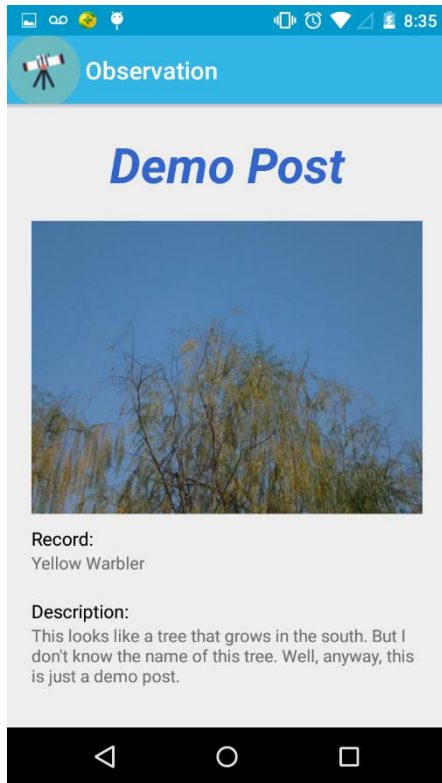 8:35
Observation
Demo Post
Record:
Yellow Warbler
Description:
This looks like a tree that grows in the south. But I
don't know the name of this tree. Well, anyway, this
is just a demo post.